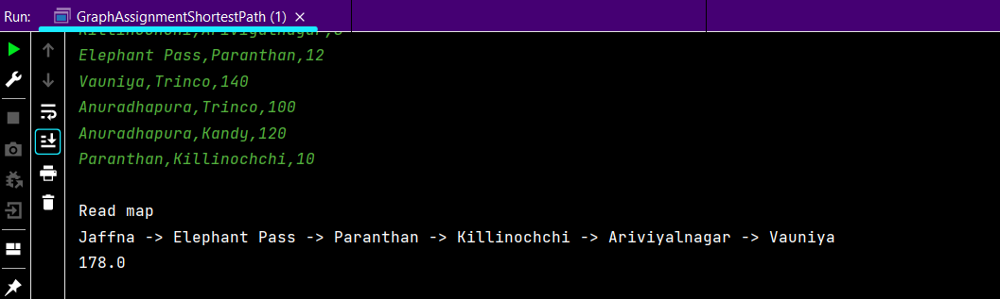 Run: GraphAssignmentShortestPath (1) ×
Elephant Pass,Paranthan,12
Vauniya,Trinco,140
Anuradhapura,Trinco,100
Anuradhapura,Kandy,120
Paranthan,Killinochchi,10
Read map
Jaffna -> Elephant Pass -> Paranthan -> Killinochchi -> Ariviyalnagar -> Vauniya
178.0